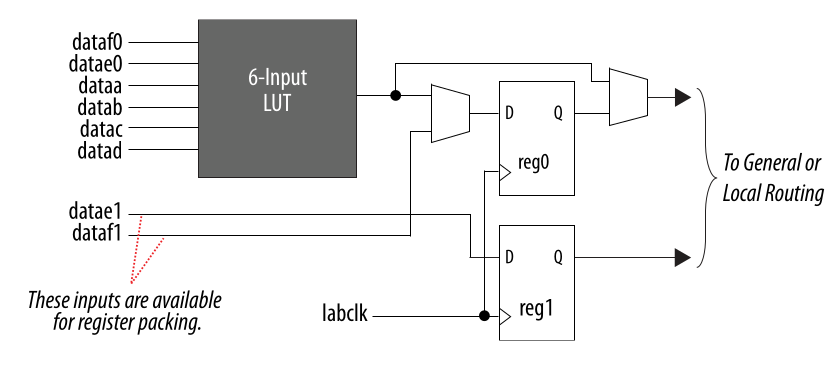 dataf0
datae0
dataa
datab
datac
datad
6-Input
LUT
D
Q
reg0
To General or
Local Routing
datae1
dataf1
D
Q
reg1
These inputs are available
for register packing.
labclk